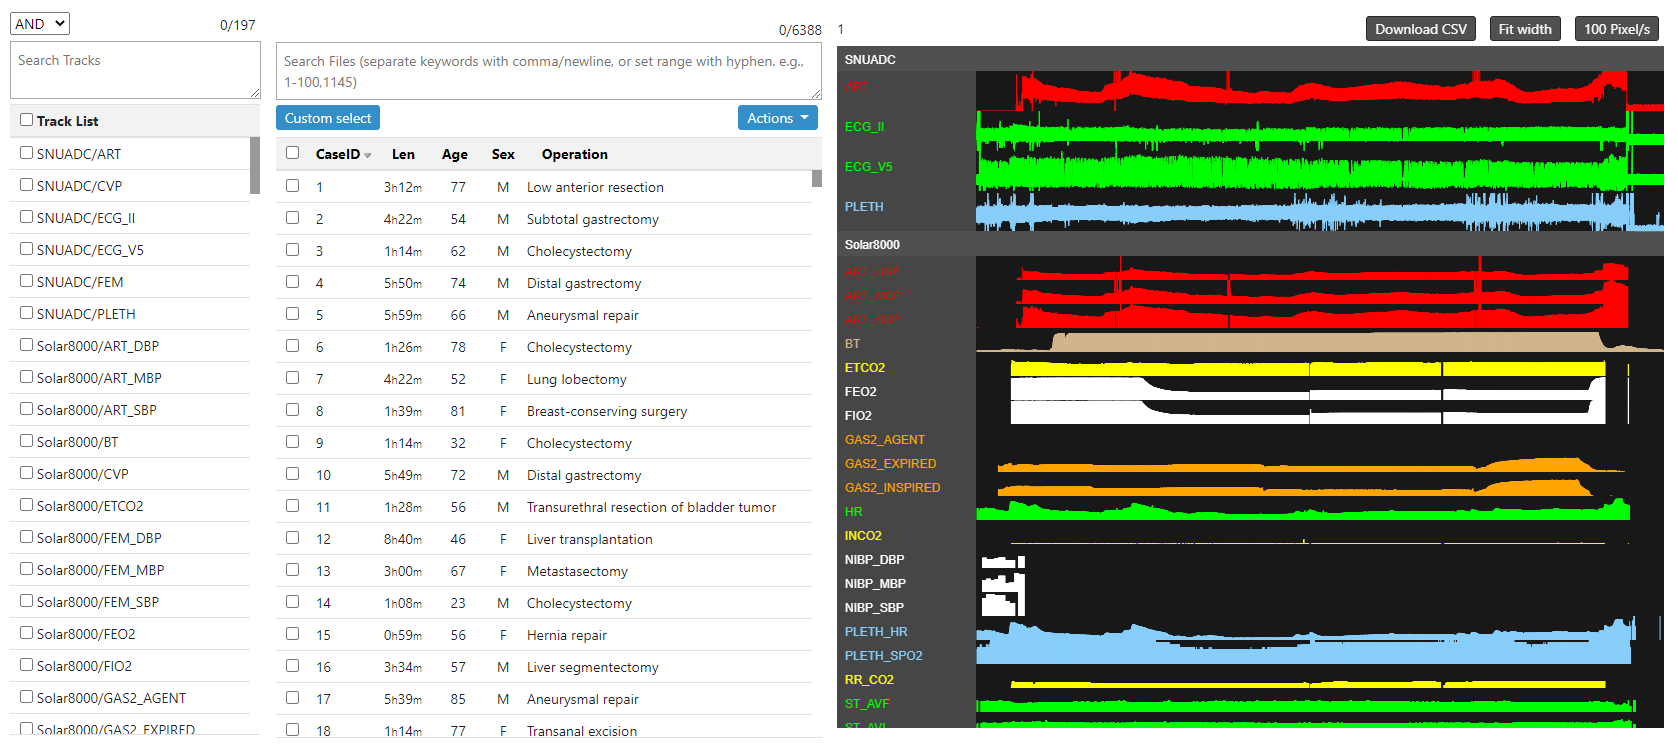 AND
0/197
Search Tracks
Track List
SNUADC/ART
SNUADC/CVP
SNUADC/ECG_II
SNUADC/ECG_V5
SNUADC/FEM
SNUADC/PLETH
Solar8000/ART_DBP
Solar8000/ART_MBP
Solar8000/ART_SBP
Solar8000/BT
Solar8000/CVP
Solar8000/ETCO2
Solar8000/FEM_DBP
Solar8000/FEM_MBP
Solar8000/FEM_SBP
Solar8000/FEO2
Solar8000/FIO2
Solar8000/GAS2_AGENT
Solar8000/GAS2_EXPIRED
0/6388
Search Files (separate keywords with comma/newline, or set range with hyphen. e.g.,
1-100,1145)
Custom select
Actions
CaseID Len Age Sex Operation
1 3h12m 77 M Low anterior resection
2 4h22m 54 M Subtotal gastrectomy
3 1h14m 62 M Cholecystectomy
4 5h50m 74 M Distal gastrectomy
5 5h59m 66 M Aneurysmal repair
6 1h26m 78 F Cholecystectomy
7 4h22m 52 F Lung lobectomy
8 1h39m 81 F Breast-conserving surgery
9 1h14m 32 F Cholecystectomy
10 5h49m 72 M Distal gastrectomy
11 1h28m 56 M Transurethral resection of bladder tumor
12 8h40m 46 F Liver transplantation
13 3h00m 67 F Metastasectomy
14 1h08m 23 M Cholecystectomy
15 0h59m 56 F Hernia repair
16 3h34m 57 M Liver segmentectomy
17 5h39m 85 M Aneurysmal repair
18 1h14m 77 F Transanal excision
1
Download CSV
Fit width
100 Pixel/s
SNUADC
ART
ECG_II
ECG_V5
PLETH
Solar8000
ART_DBP
ART_MBP
ART_SBP
BT
ETCO2
FEO2
FIO2
GAS2_AGENT
GAS2_EXPIRED
GAS2_INSPIRED
HR
INCO2
NIBP_DBP
NIBP_MBP
NIBP_SBP
PLETH_HR
PLETH_SPO2
RR_CO2
ST_AVF
ST_AVL